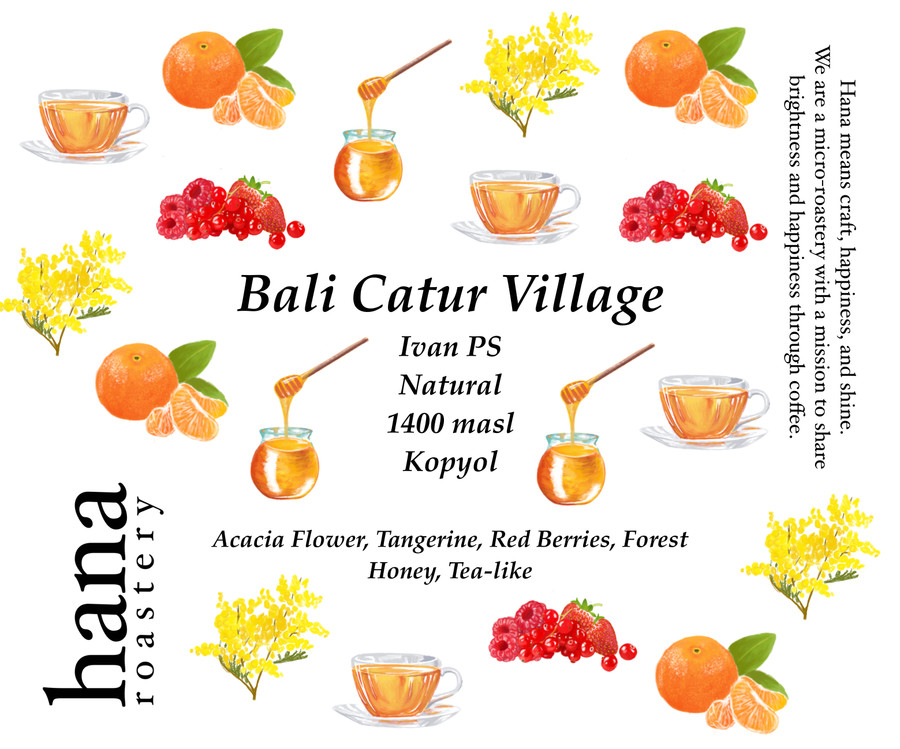 Bali Catur Village
Ivan PS
Natural
1400 masl
Kopyol
Acacia Flower, Tangerine, Red Berries, Forest
Honey, Tea-like
hana
roastery
Hana means craft, happiness, and shine.
We are a micro-roastery with a mission to share
brightness and happiness through coffee.